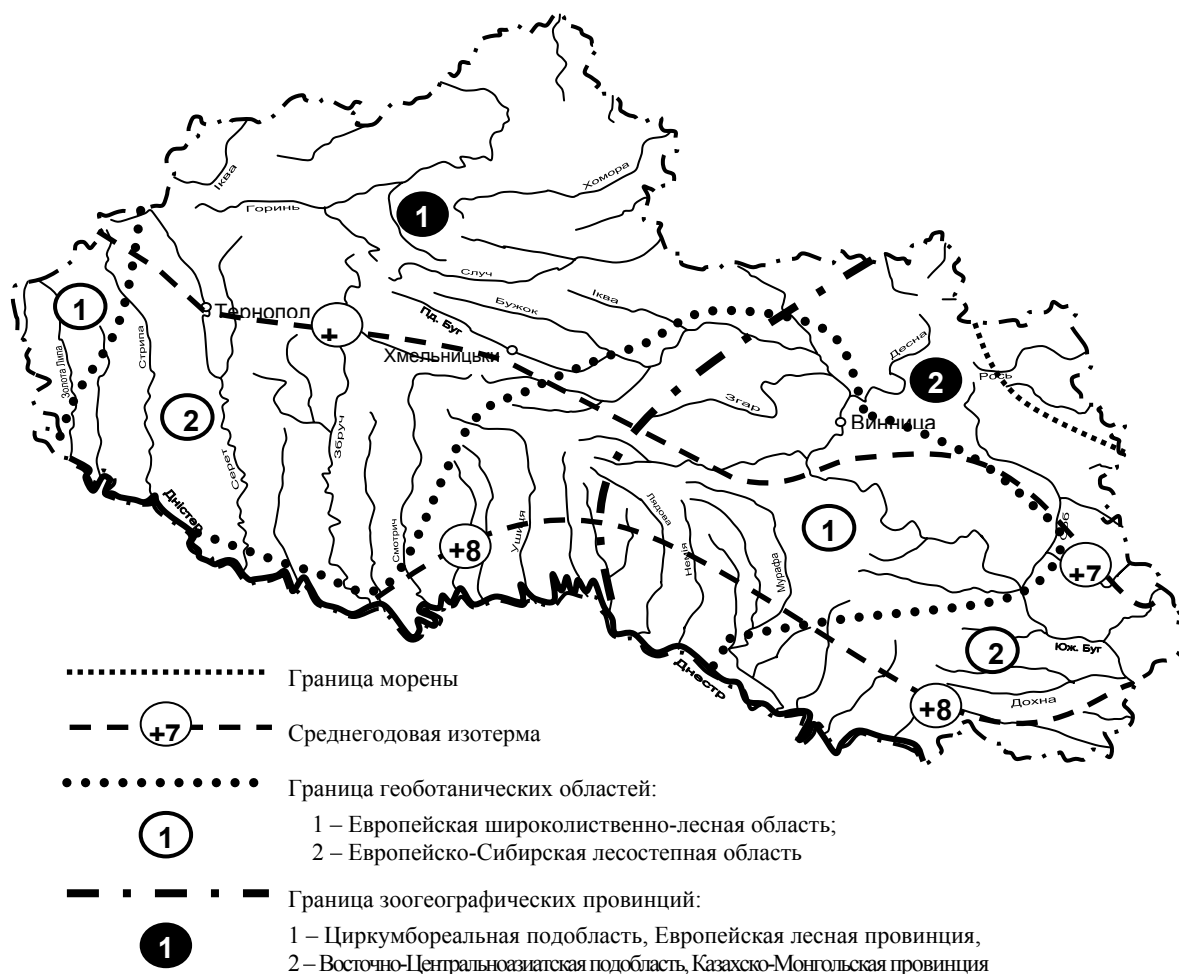 Хомора
Іква
Горинь
1
Случ
Бужок
Іква
Пд. Буг
1
Тернопол
+
Хмельницьки
Десна
2
Рось
Згар
Винница
Золота Липа
Стрипа
2
Серет
Збруч
Дністер
Смотрич
+8
Ушиця
Лядова
Немія
Мурафа
1
+7
2
Юж. Буг
Днестр
+8
Дохна
Граница морены
+7
Среднегодовая изотерма
Граница геоботанических областей:
1
1 – Европейская широколиственно-лесная область;
2 – Европейско-Сибирская лесостепная область
Граница зоогеографических провинций:
1
1 – Циркумбореальная подобласть, Европейская лесная провинция,
2 – Восточно-Центральноазиатская подобласть, Казахско-Монгольская провинция